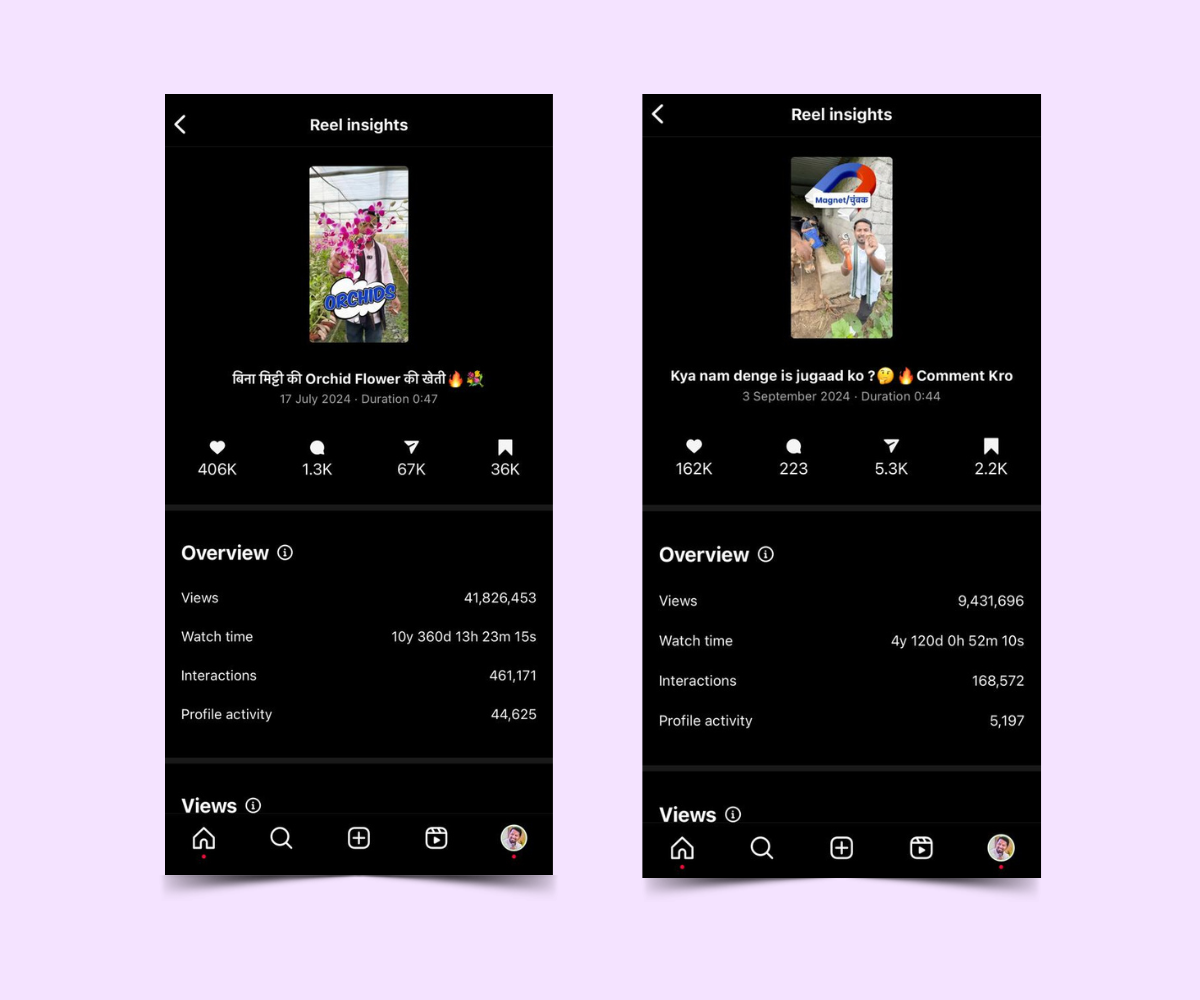 Reel insights
ORCHIDS
बिना मिट्टी की Orchid Flower की खेती🔥💐
17 July 2024 · Duration 0:47
406K 1.3K 67K 36K
Overview
Views 41,826,453
Watch time 10y 360d 13h 23m 15s
Interactions 461,171
Profile activity 44,625
Views
Reel insights
Magnet/चुंबक
Kya nam denge is jugaad ko ?🤔🔥Comment Kro
3 September 2024 · Duration 0:44
162K 223 5.3K 2.2K
Overview
Views 9,431,696
Watch time 4y 120d 0h 52m 10s
Interactions 168,572
Profile activity 5,197
Views